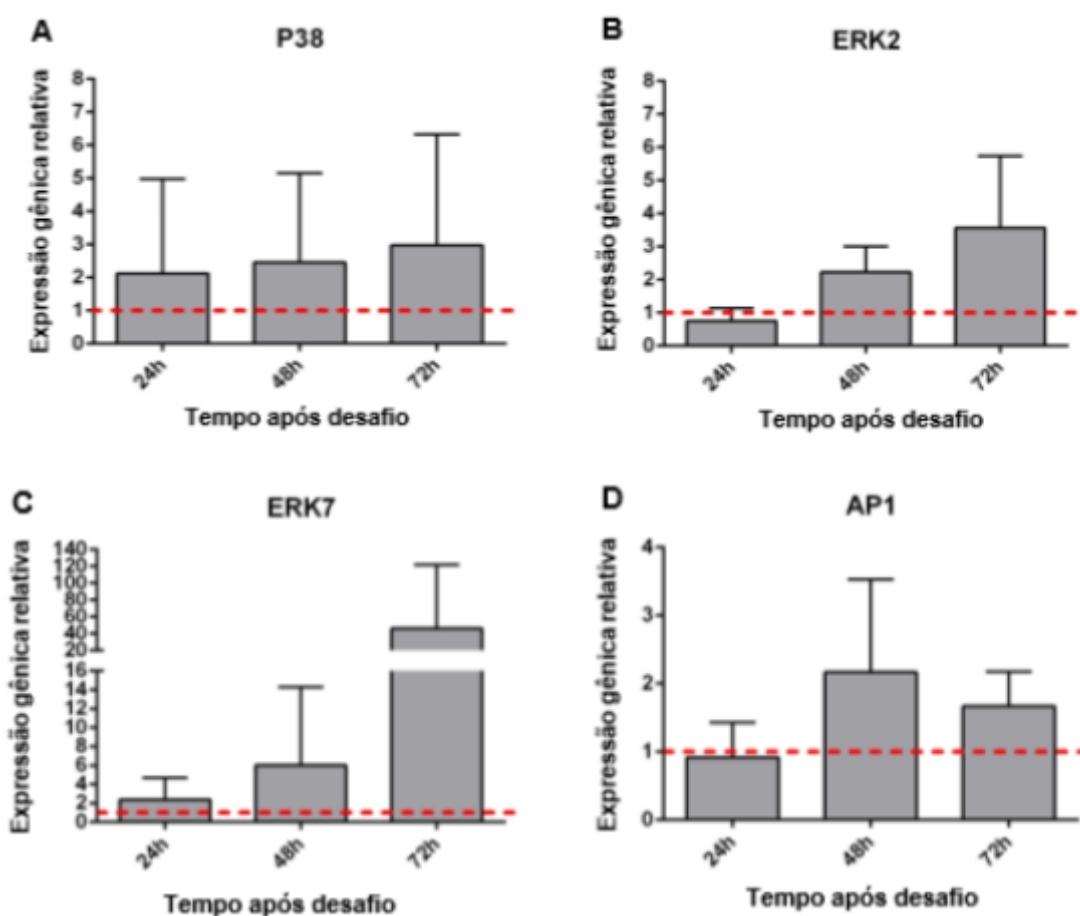 A
P38
Expressão gênica relativa
8
7
6
5
4
3
2
1
0
24h
48h
72h
Tempo após desafio
B
ERK2
Expressão gênica relativa
8
7
6
5
4
3
2
1
0
24h
48h
72h
Tempo após desafio
C
ERK7
Expressão gênica relativa
140
120
100
80
60
40
20
16
14
12
10
8
6
4
2
0
24h
48h
72h
Tempo após desafio
D
AP1
Expressão gênica relativa
4
3
2
1
0
24h
48h
72h
Tempo após desafio